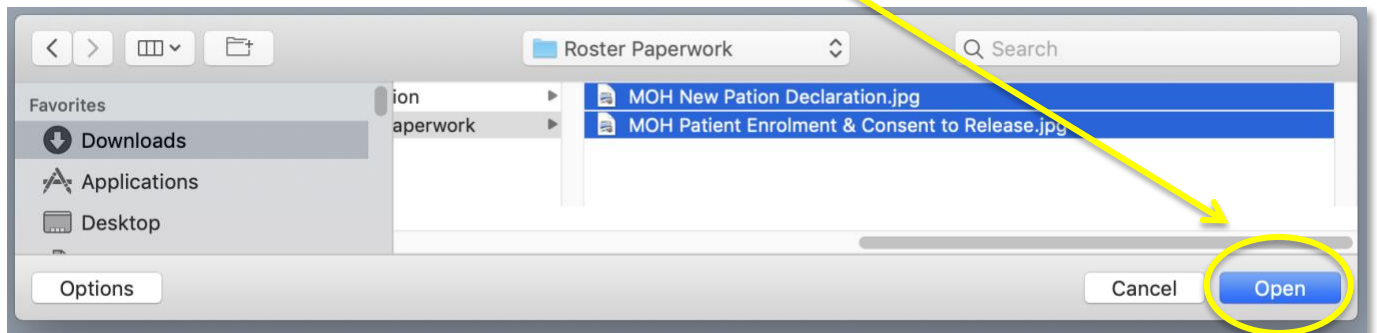 Roster Paperwork
Search
Favorites
Downloads
Applications
Desktop
ion
aperwork
MOH New Pation Declaration.jpg
MOH Patient Enrolment & Consent to Release.jpg
Options
Cancel
Open